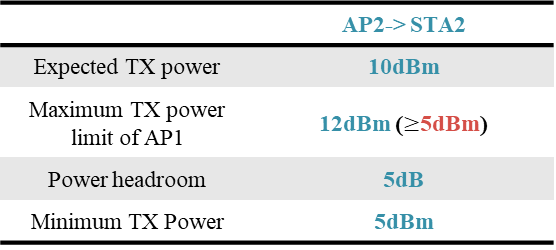 AP2-> STA2
Expected TX power 10dBm
Maximum TX power
limit of AP1 12dBm (≥5dBm)
Power headroom 5dB
Minimum TX Power 5dBm